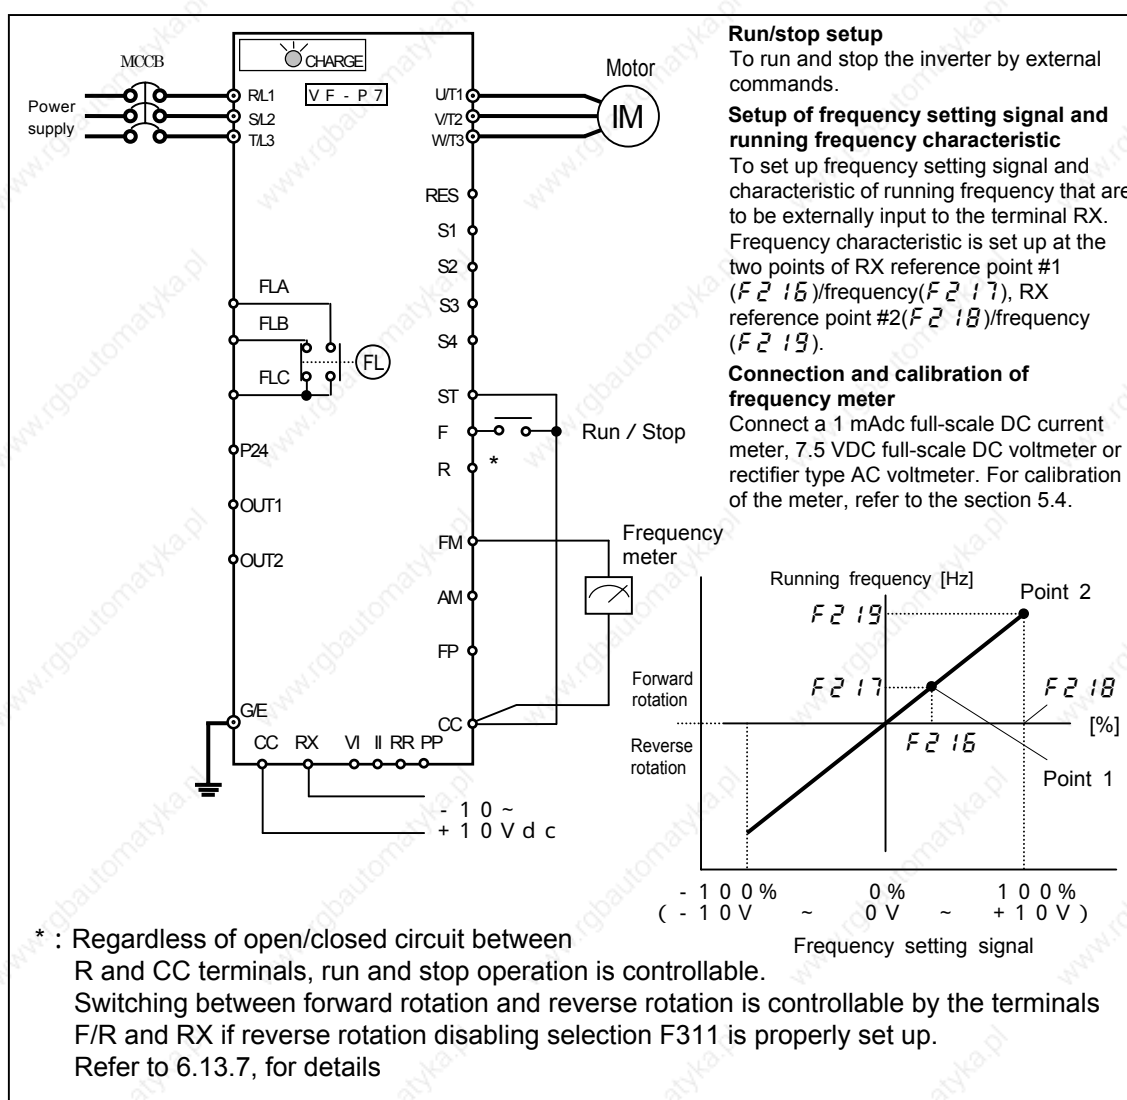 MCCB
Power
supply
CHARGE
VF-P7
R/L1
S/L2
T/L3
U/T1
V/T2
W/T3
Motor
IM
RES
S1
S2
S3
S4
ST
F
R
*
Run / Stop
FLA
FLB
FLC
FL
P24
OUT1
OUT2
FM
AM
FP
CC
Frequency
meter
G/E
CC RX VI II RR PP
-10~
+10Vdc
Run/stop setup
To run and stop the inverter by external
commands.
Setup of frequency setting signal and
running frequency characteristic
To set up frequency setting signal and
characteristic of running frequency that are
to be externally input to the terminal RX.
Frequency characteristic is set up at the
two points of RX reference point #1
(F216)/frequency(F217), RX
reference point #2(F218)/frequency
(F219).
Connection and calibration of
frequency meter
Connect a 1 mAdc full-scale DC current
meter, 7.5 VDC full-scale DC voltmeter or
rectifier type AC voltmeter. For calibration
of the meter, refer to the section 5.4.
Running frequency [Hz]
Point 2
F219
Forward
rotation
F217
F218
[%]
Reverse
rotation
F216
Point 1
-100% 0% 100%
(-10V ~ 0V ~ +10V)
Frequency setting signal
* : Regardless of open/closed circuit between
R and CC terminals, run and stop operation is controllable.
Switching between forward rotation and reverse rotation is controllable by the terminals
F/R and RX if reverse rotation disabling selection F311 is properly set up.
Refer to 6.13.7, for details
www.rgbautomatyka.pl